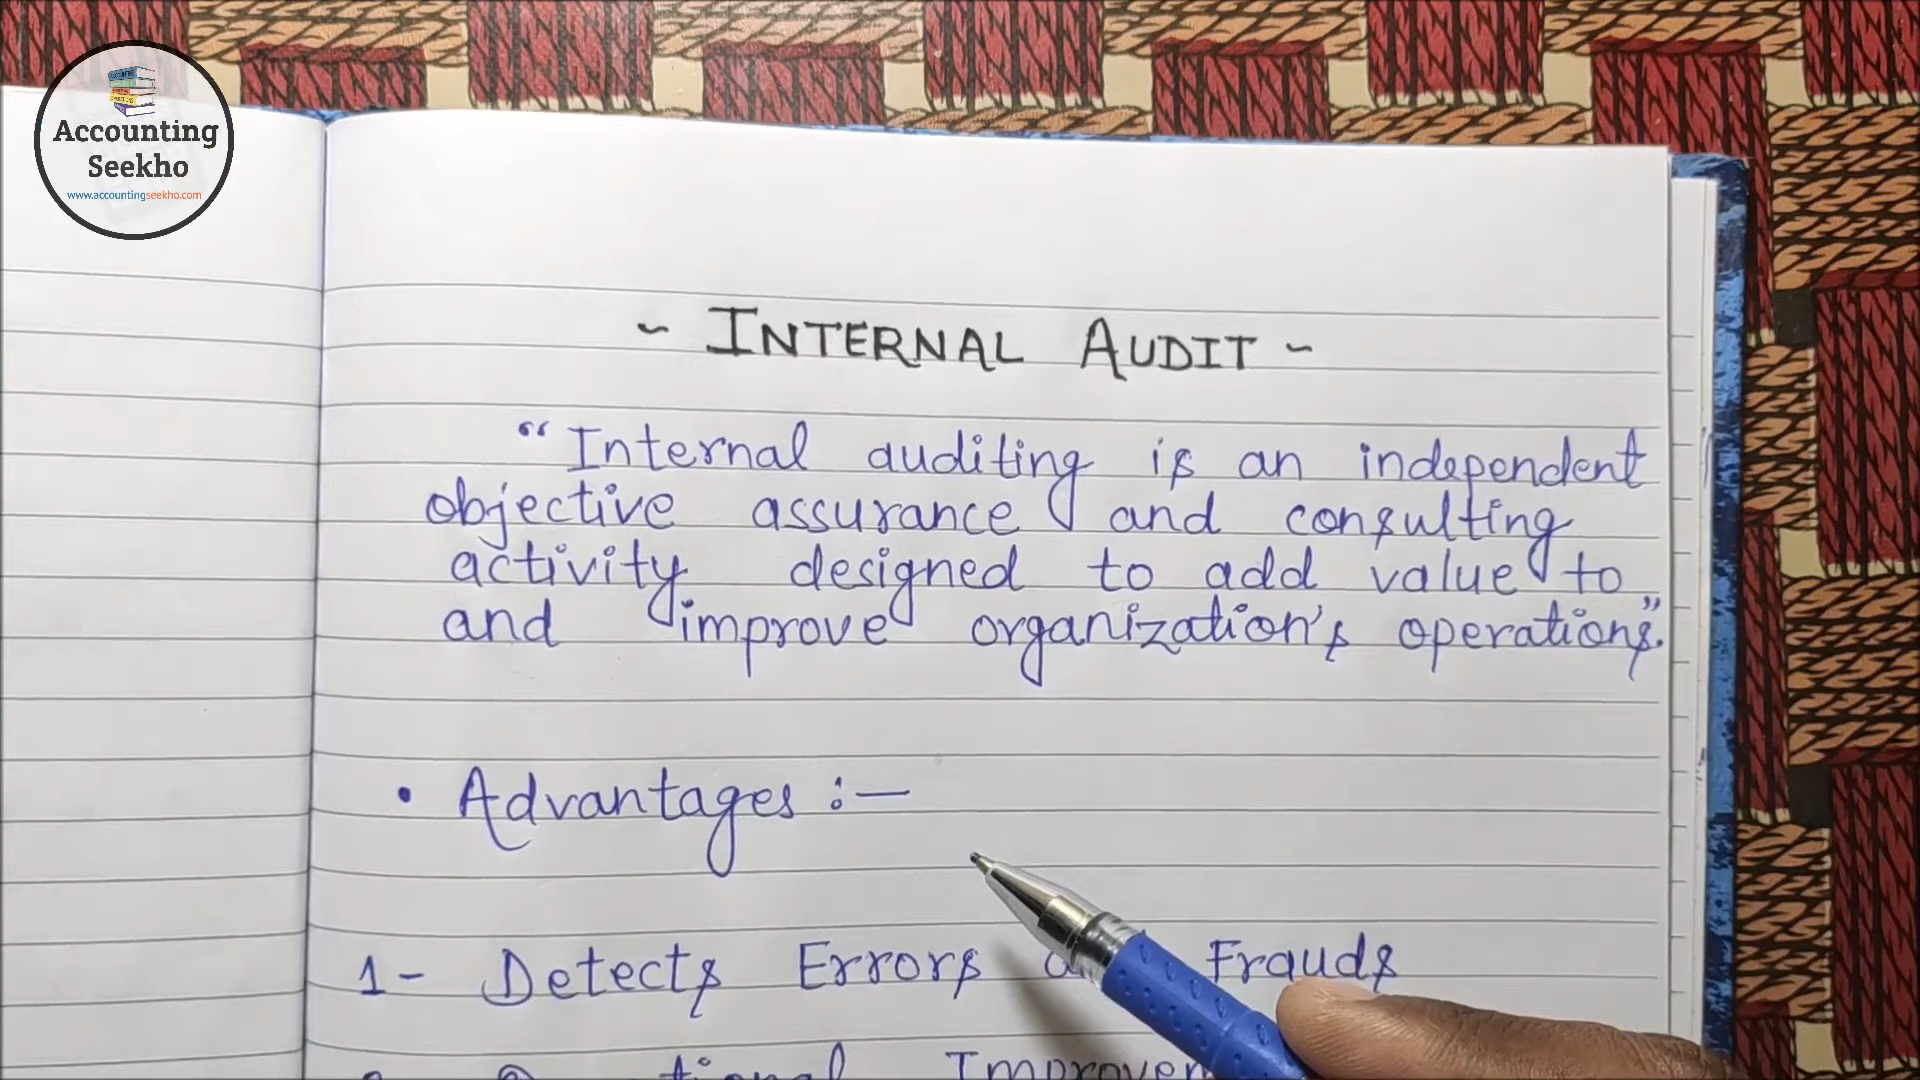 Accounting
Seekho
www.accountingseekho.com
~ INTERNAL AUDIT ~
"Internal auditing is an independent
objective assurance and consulting
activity designed to add value to
and improve organization's operations."
• Advantages :—
1- Detects Errors Frauds